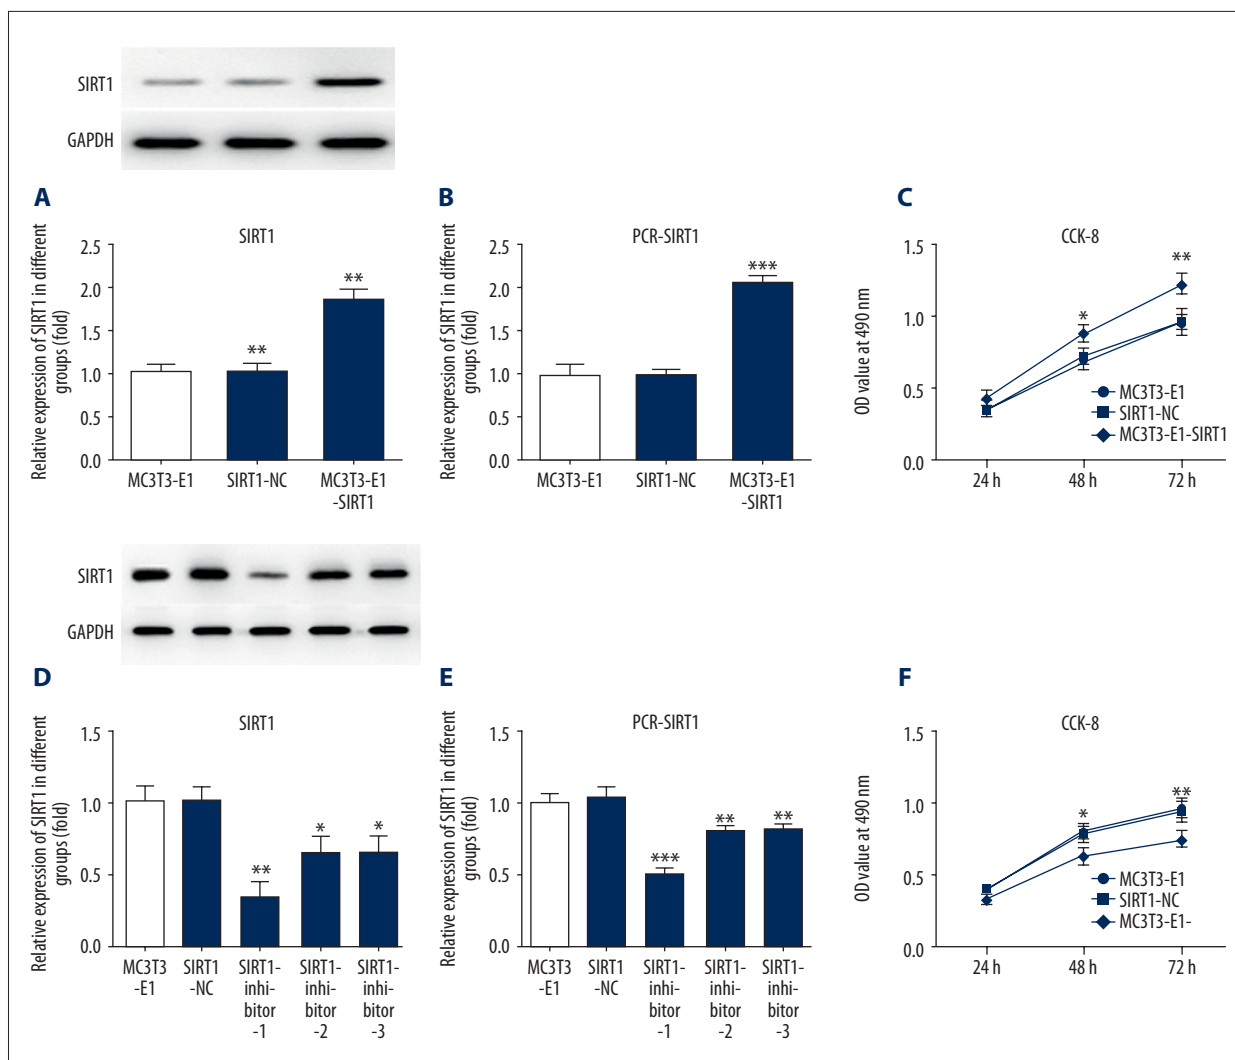 SIRT1
GAPDH
A
SIRT1
Relative expression of SIRT1 in different
groups (fold)
2.5
2.0
1.5
1.0
0.5
0.0
**
**
MC3T3-E1
SIRT1-NC
MC3T3-E1
-SIRT1
B
PCR-SIRT1
Relative expression of SIRT1 in different
groups (fold)
2.5
2.0
1.5
1.0
0.5
0.0
***
MC3T3-E1
SIRT1-NC
MC3T3-E1
-SIRT1
C
CCK-8
OD value at 490 nm
1.5
1.0
0.5
0.0
*
**
MC3T3-E1
SIRT1-NC
MC3T3-E1-SIRT1
24 h
48 h
72 h
SIRT1
GAPDH
D
SIRT1
Relative expression of SIRT1 in different
groups (fold)
1.5
1.0
0.5
0.0
**
*
*
MC3T3
-E1
SIRT1
-NC
SIRT1-
inhi-
bitor
-1
SIRT1-
inhi-
bitor
-2
SIRT1-
inhi-
bitor
-3
E
PCR-SIRT1
Relative expression of SIRT1 in different
groups (fold)
1.5
1.0
0.5
0.0
***
**
**
MC3T3
-E1
SIRT1
-NC
SIRT1-
inhi-
bitor
-1
SIRT1-
inhi-
bitor
-2
SIRT1-
inhi-
bitor
-3
F
CCK-8
OD value at 490 nm
1.5
1.0
0.5
0.0
*
**
MC3T3-E1
SIRT1-NC
MC3T3-E1-
24 h
48 h
72 h